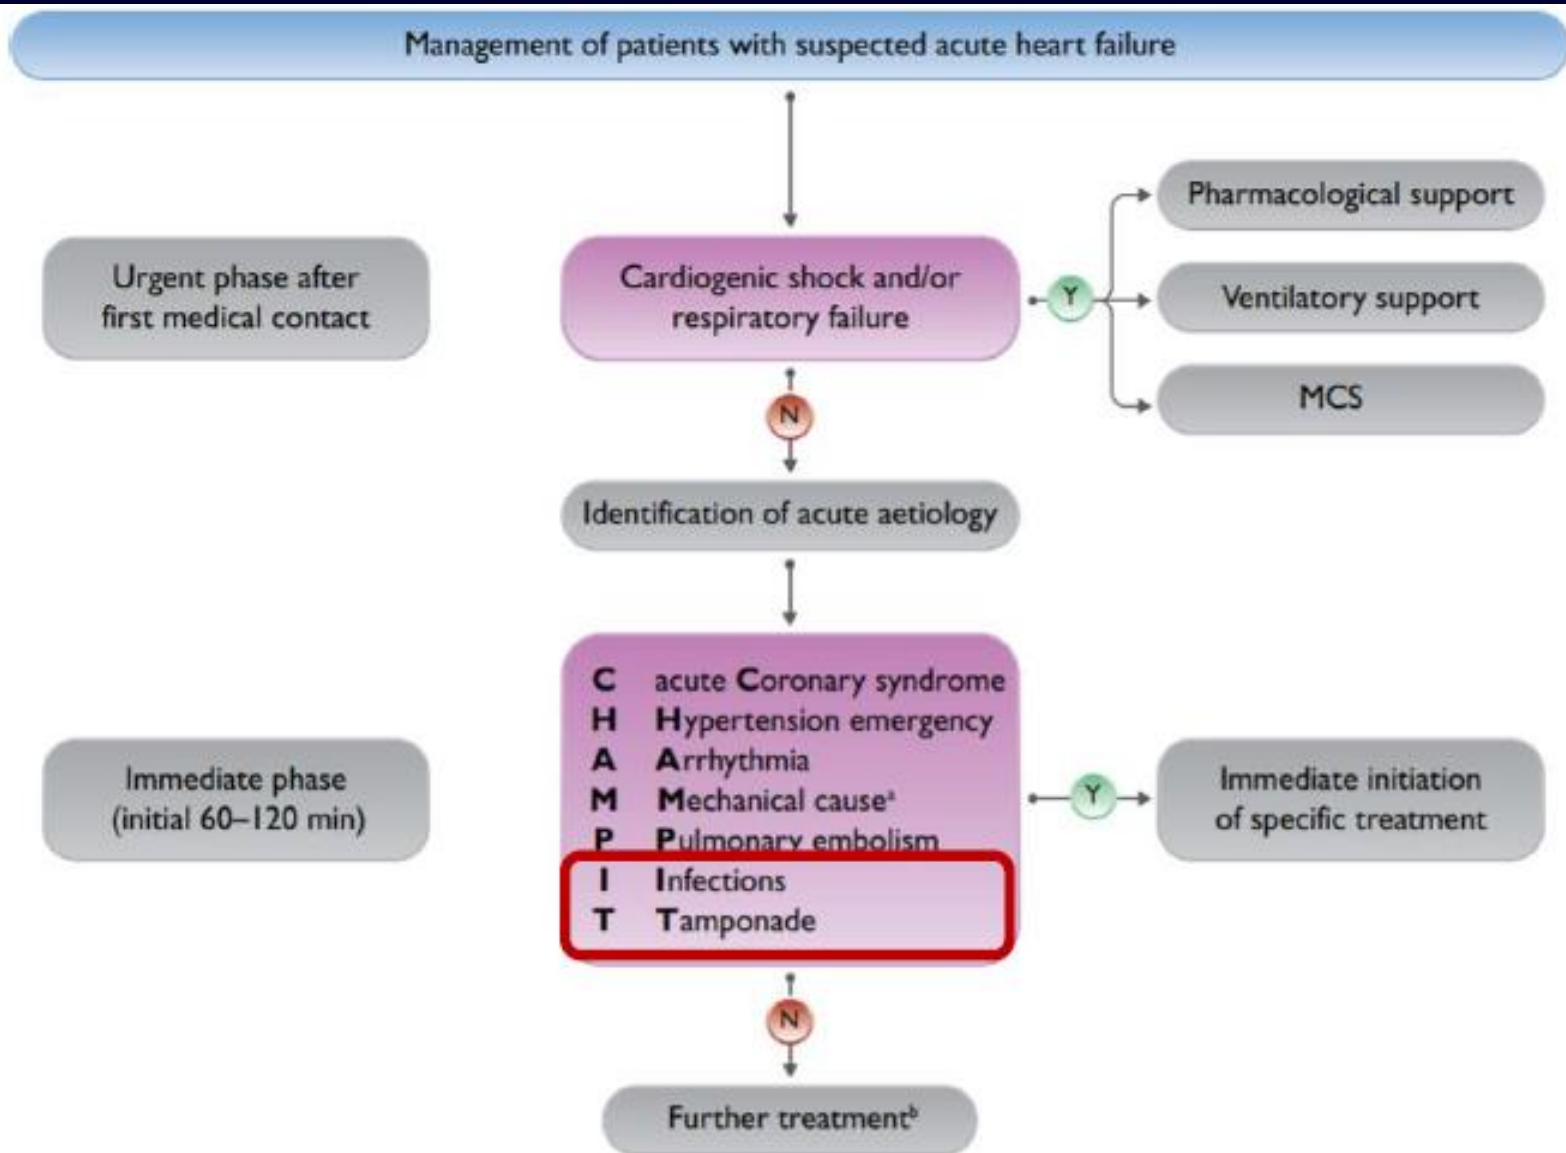 Management of patients with suspected acute heart failure
Urgent phase after
first medical contact
Cardiogenic shock and/or
respiratory failure
Y
Pharmacological support
Ventilatory support
MCS
N
Identification of acute aetiology
Immediate phase
(initial 60–120 min)
C acute Coronary syndrome
H Hypertension emergency
A Arrhythmia
M Mechanical causeᵃ
P Pulmonary embolism
I Infections
T Tamponade
Y
Immediate initiation
of specific treatment
N
Further treatmentᵇ